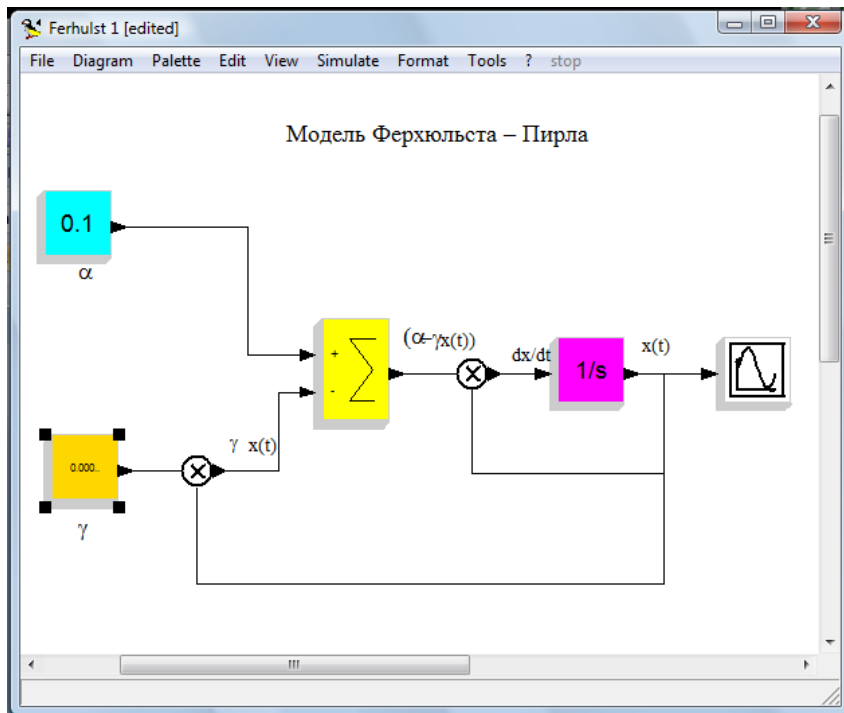 Ferhulst 1 [edited]
File Diagram Palette Edit View Simulate Format Tools ? stop
Модель Ферхюльста – Пирла
0.1
α
+
-
(α-γx(t))
dx/dt
1/s
x(t)
0.000..
γ x(t)
γ